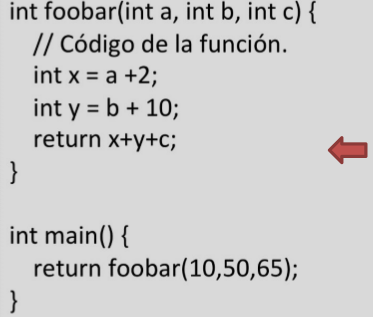 int foobar(int a, int b, int c) {
// Código de la función.
int x = a +2;
int y = b + 10;
return x+y+c;
}
int main() {
return foobar(10,50,65);
}